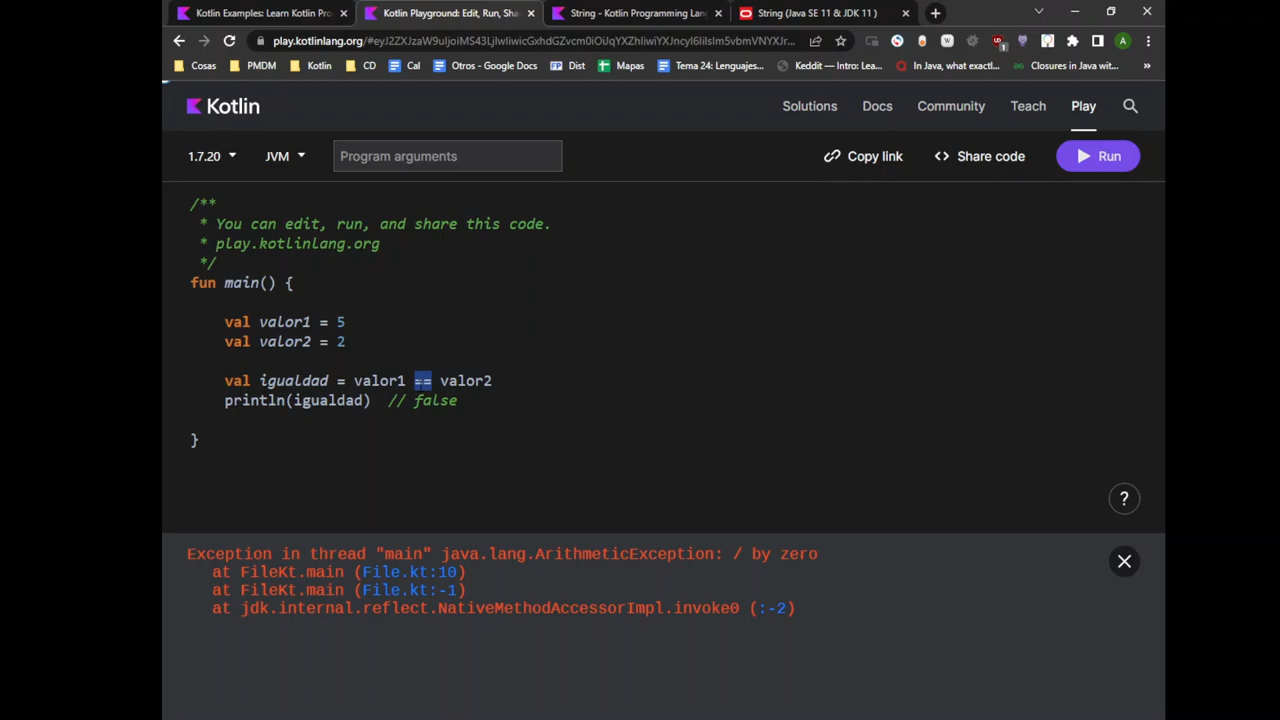 Kotlin Examples: Learn Kotlin Pro
Kotlin Playground: Edit, Run, Sha
String - Kotlin Programming Lang
String (Java SE 11 & JDK 11 )
Cosas
PMDM
Kotlin
CD
Cal
Otros - Google Docs
Dist
Mapas
Tema 24: Lenguajes...
Keddit — Intro: Lea...
In Java, what exactl...
Closures in Java wit...
Kotlin
Solutions
Docs
Community
Teach
Play
1.7.20
JVM
Program arguments
Copy link
<> Share code
Run
/**
* You can edit, run, and share this code.
* play.kotlinlang.org
*/
fun main() {
val valor1 = 5
val valor2 = 2
val igualdad = valor1 == valor2
println(igualdad) // false
}
?
Exception in thread "main" java.lang.ArithmeticException: / by zero
at FileKt.main (File.kt:10)
at FileKt.main (File.kt:-1)
at jdk.internal.reflect.NativeMethodAccessorImpl.invoke0 (:-2)